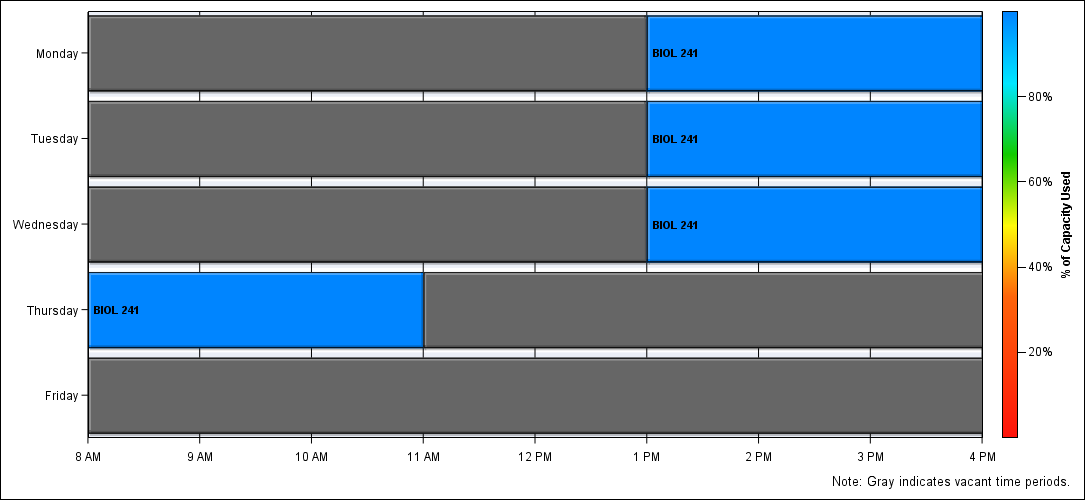 Monday
BIOL 241
Tuesday
BIOL 241
Wednesday
BIOL 241
Thursday
BIOL 241
Friday
8 AM 9 AM 10 AM 11 AM 12 PM 1 PM 2 PM 3 PM 4 PM
80%
60%
40%
20%
% of Capacity Used
Note: Gray indicates vacant time periods.